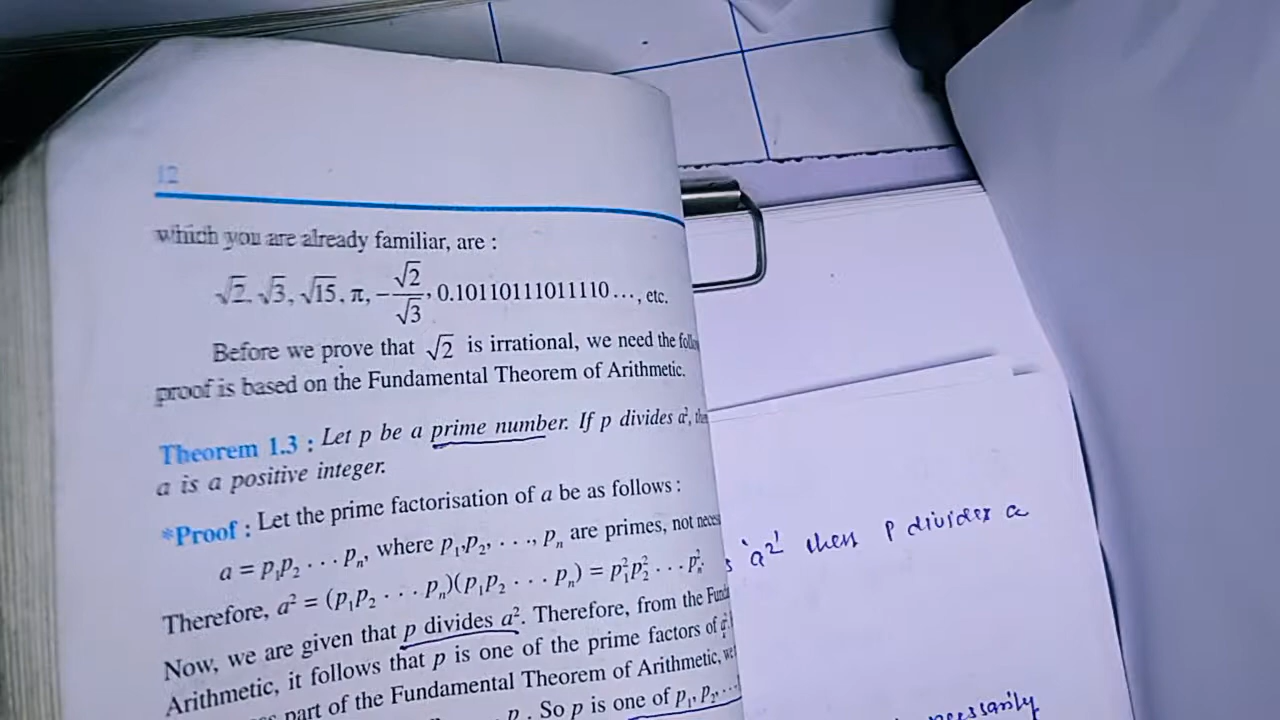 12
which you are already familiar, are :
√2, √3, √15, π, −√2/√3, 0.10110111011110..., etc.
Before we prove that √2 is irrational, we need the
proof is based on the Fundamental Theorem of Arithmetic.
Theorem 1.3 : Let p be a prime number. If p divides a²,
a is a positive integer.
*Proof : Let the prime factorisation of a be as follows :
a = p₁p₂ . . . pₙ, where p₁,p₂, . . ., pₙ are primes, not
Therefore, a² = (p₁p₂ . . . pₙ)(p₁p₂ . . . pₙ) = p₁²p₂² . . . pₙ².
Now, we are given that p divides a². Therefore, from the
Arithmetic, it follows that p is one of the prime factors of
part of the Fundamental Theorem of Arithmetic,
p . So p is one of p₁, p₂, . . .
'a²' then p divides a